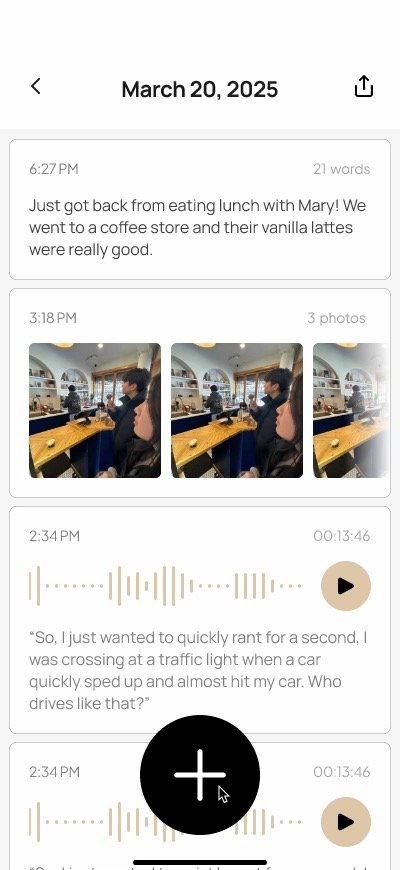 March 20, 2025
6:27 PM 21 words
Just got back from eating lunch with Mary! We
went to a coffee store and their vanilla lattes
were really good.
3:18 PM 3 photos
2:34 PM 00:13:46
“So, I just wanted to quickly rant for a second, I
was crossing at a traffic light when a car
quickly sped up and almost hit my car. Who
drives like that?”
2:34 PM 00:13:46